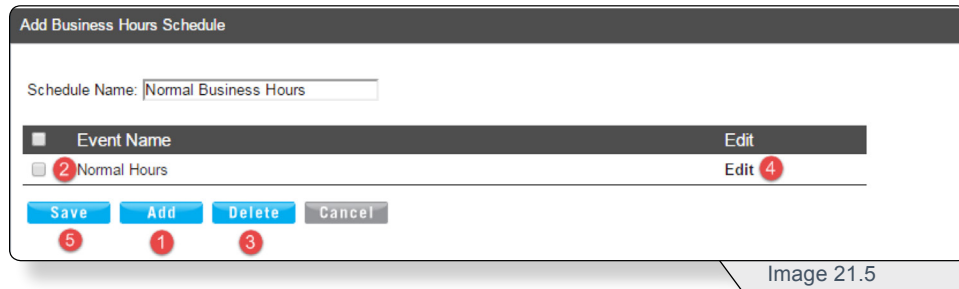 Add Business Hours Schedule
Schedule Name: Normal Business Hours
Event Name Edit
2 Normal Hours Edit 4
Save Add Delete Cancel
5 1 3
Image 21.5